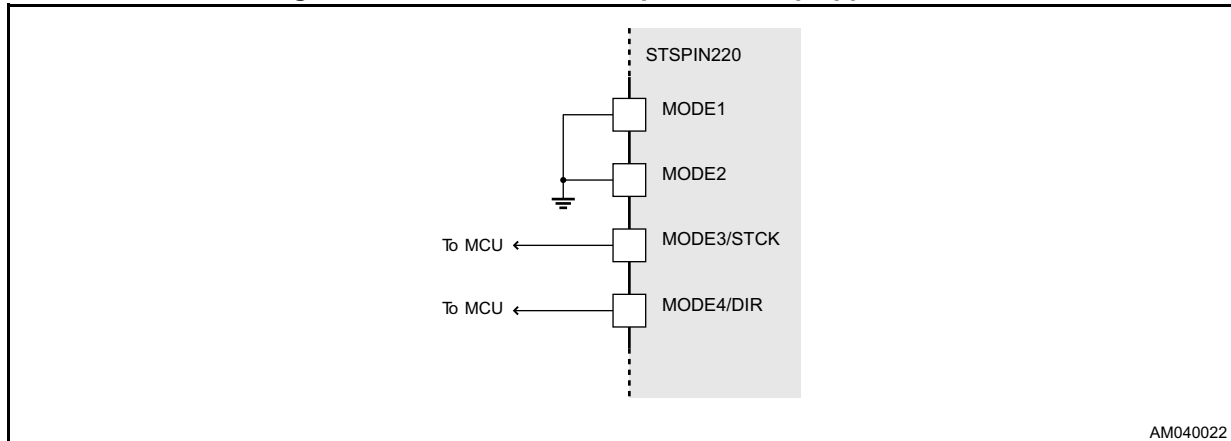 STSPIN220
MODE1
MODE2
To MCU
MODE3/STCK
To MCU
MODE4/DIR
AM040022